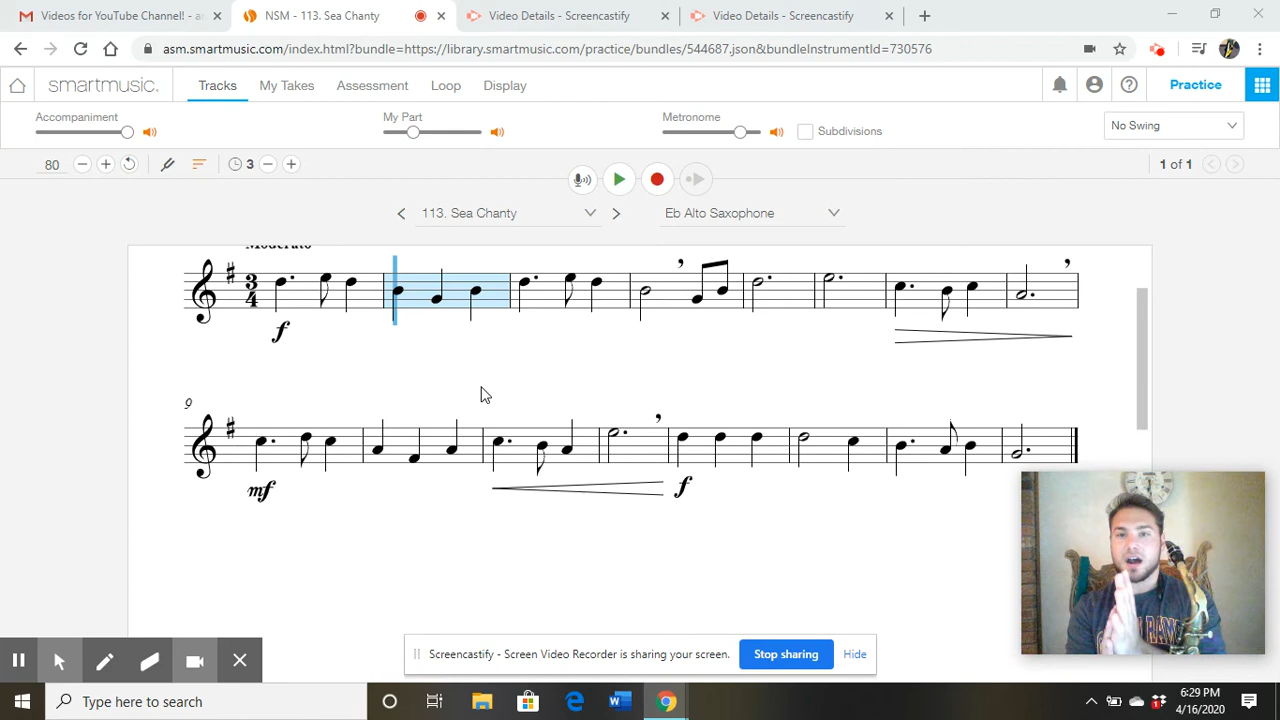 Videos for YouTube Channel! - a
NSM - 113. Sea Chanty
Video Details - Screencastify
Video Details - Screencastify
asm.smartmusic.com/index.html?bundle=https://library.smartmusic.com/practice/bundles/544687.json&bundleInstrumentId=730576
smartmusic.
Tracks
My Takes
Assessment
Loop
Display
Practice
Accompaniment
My Part
Metronome
Subdivisions
No Swing
80
3
1 of 1
113. Sea Chanty
Eb Alto Saxophone
Moderato
3
4
f
9
mf
f
Screencastify - Screen Video Recorder is sharing your screen.
Stop sharing
Hide
Type here to search
6:29 PM
4/16/2020